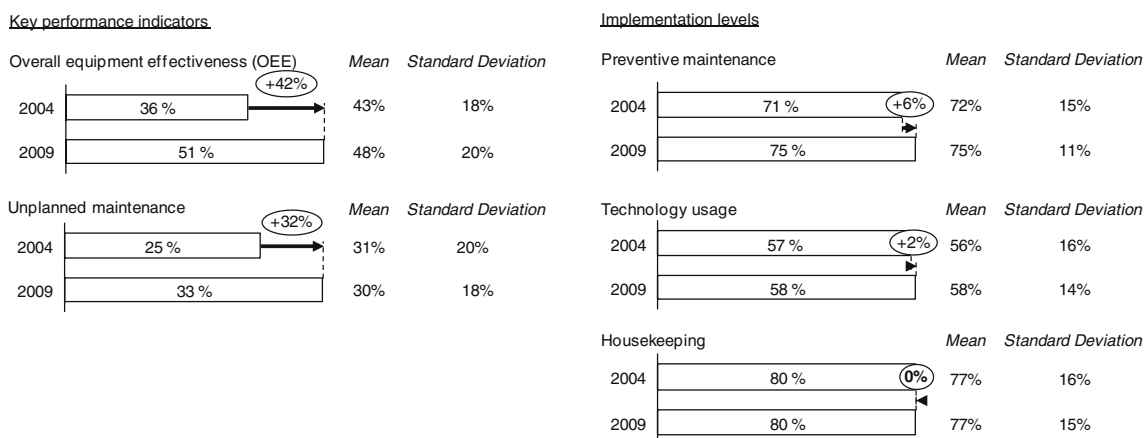 Key performance indicators
Overall equipment effectiveness (OEE) Mean Standard Deviation
+42%
2004 36 % 43% 18%
2009 51 % 48% 20%
Unplanned maintenance Mean Standard Deviation
+32%
2004 25 % 31% 20%
2009 33 % 30% 18%
Implementation levels
Preventive maintenance Mean Standard Deviation
2004 71 % +6% 72% 15%
2009 75 % 75% 11%
Technology usage Mean Standard Deviation
2004 57 % +2% 56% 16%
2009 58 % 58% 14%
Housekeeping Mean Standard Deviation
2004 80 % 0% 77% 16%
2009 80 % 77% 15%